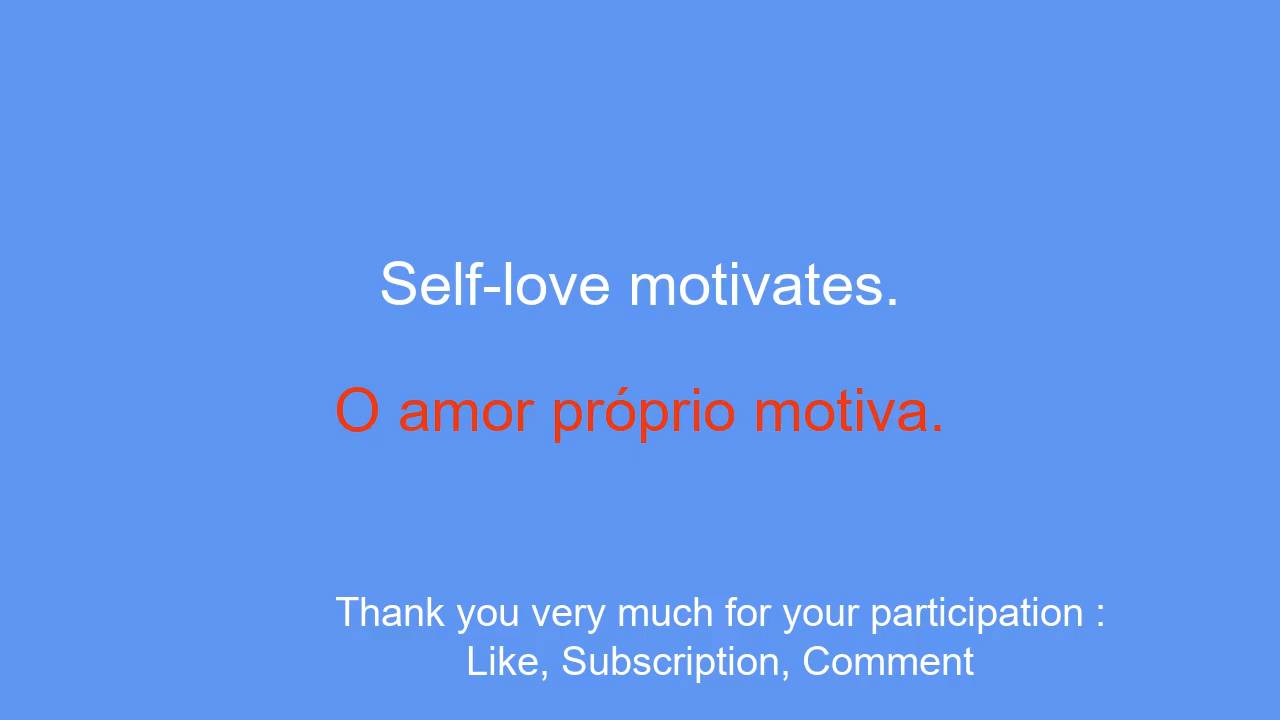 Self-love motivates.
O amor próprio motiva.
Thank you very much for your participation :
Like, Subscription, Comment